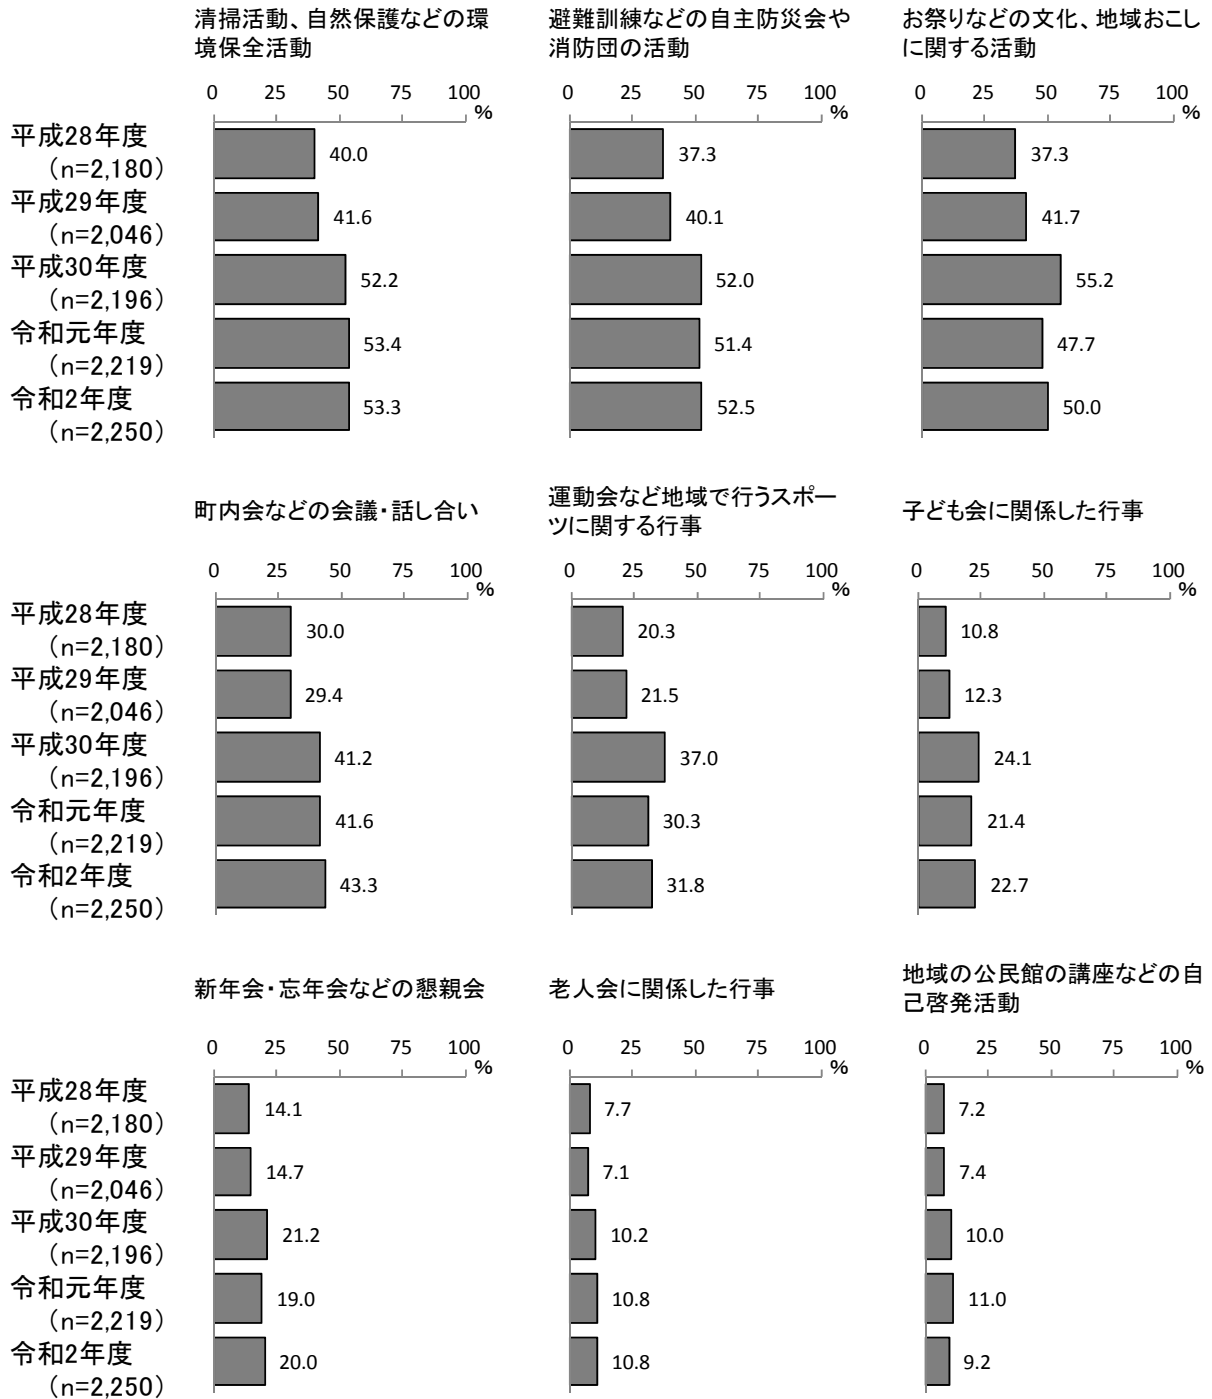 清掃活動、自然保護などの環
境保全活動
避難訓練などの自主防災会や
消防団の活動
お祭りなどの文化、地域おこし
に関する活動
0 25 50 75 100
%
0 25 50 75 100
%
0 25 50 75 100
%
平成28年度
（n=2,180）
40.0
37.3
37.3
平成29年度
（n=2,046）
41.6
40.1
41.7
平成30年度
（n=2,196）
52.2
52.0
55.2
令和元年度
（n=2,219）
53.4
51.4
47.7
令和2年度
（n=2,250）
53.3
52.5
50.0
町内会などの会議・話し合い
運動会など地域で行うスポー
ツに関する行事
子ども会に関係した行事
0 25 50 75 100
%
0 25 50 75 100
%
0 25 50 75 100
%
平成28年度
（n=2,180）
30.0
20.3
10.8
平成29年度
（n=2,046）
29.4
21.5
12.3
平成30年度
（n=2,196）
41.2
37.0
24.1
令和元年度
（n=2,219）
41.6
30.3
21.4
令和2年度
（n=2,250）
43.3
31.8
22.7
新年会・忘年会などの懇親会
老人会に関係した行事
地域の公民館の講座などの自
己啓発活動
0 25 50 75 100
%
0 25 50 75 100
%
0 25 50 75 100
%
平成28年度
（n=2,180）
14.1
7.7
7.2
平成29年度
（n=2,046）
14.7
7.1
7.4
平成30年度
（n=2,196）
21.2
10.2
10.0
令和元年度
（n=2,219）
19.0
10.8
11.0
令和2年度
（n=2,250）
20.0
10.8
9.2